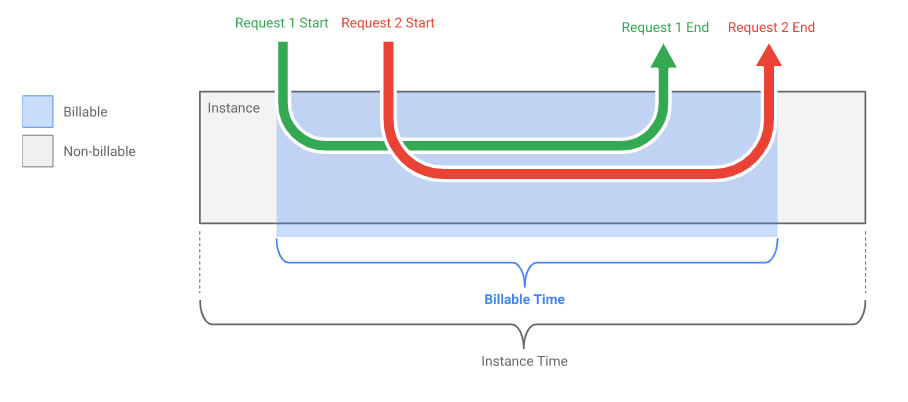 Request 1 Start
Request 2 Start
Request 1 End
Request 2 End
Billable
Non-billable
Instance
Billable Time
Instance Time